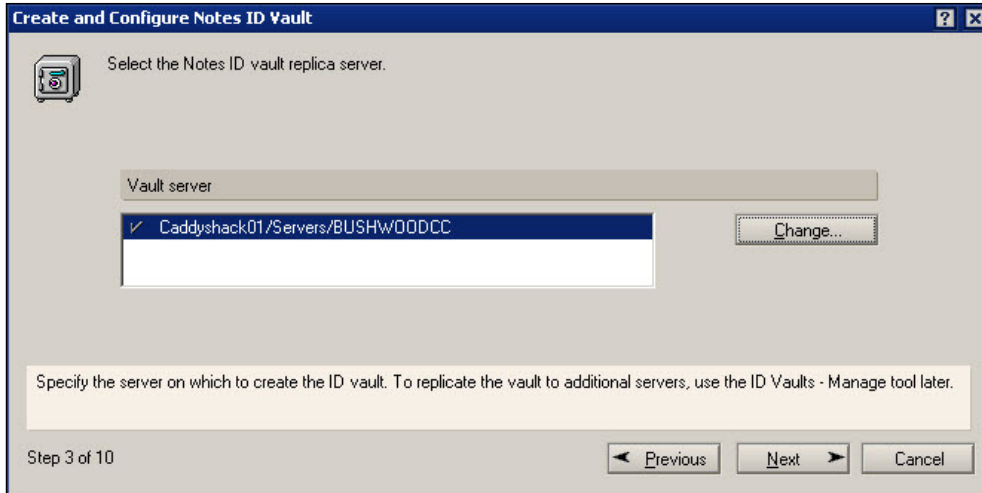 Create and Configure Notes ID Vault
Select the Notes ID vault replica server.
Vault server
Caddyshack01/Servers/BUSHWOODCC
Change...
Specify the server on which to create the ID vault. To replicate the vault to additional servers, use the ID Vaults - Manage tool later.
Step 3 of 10
Previous
Next
Cancel